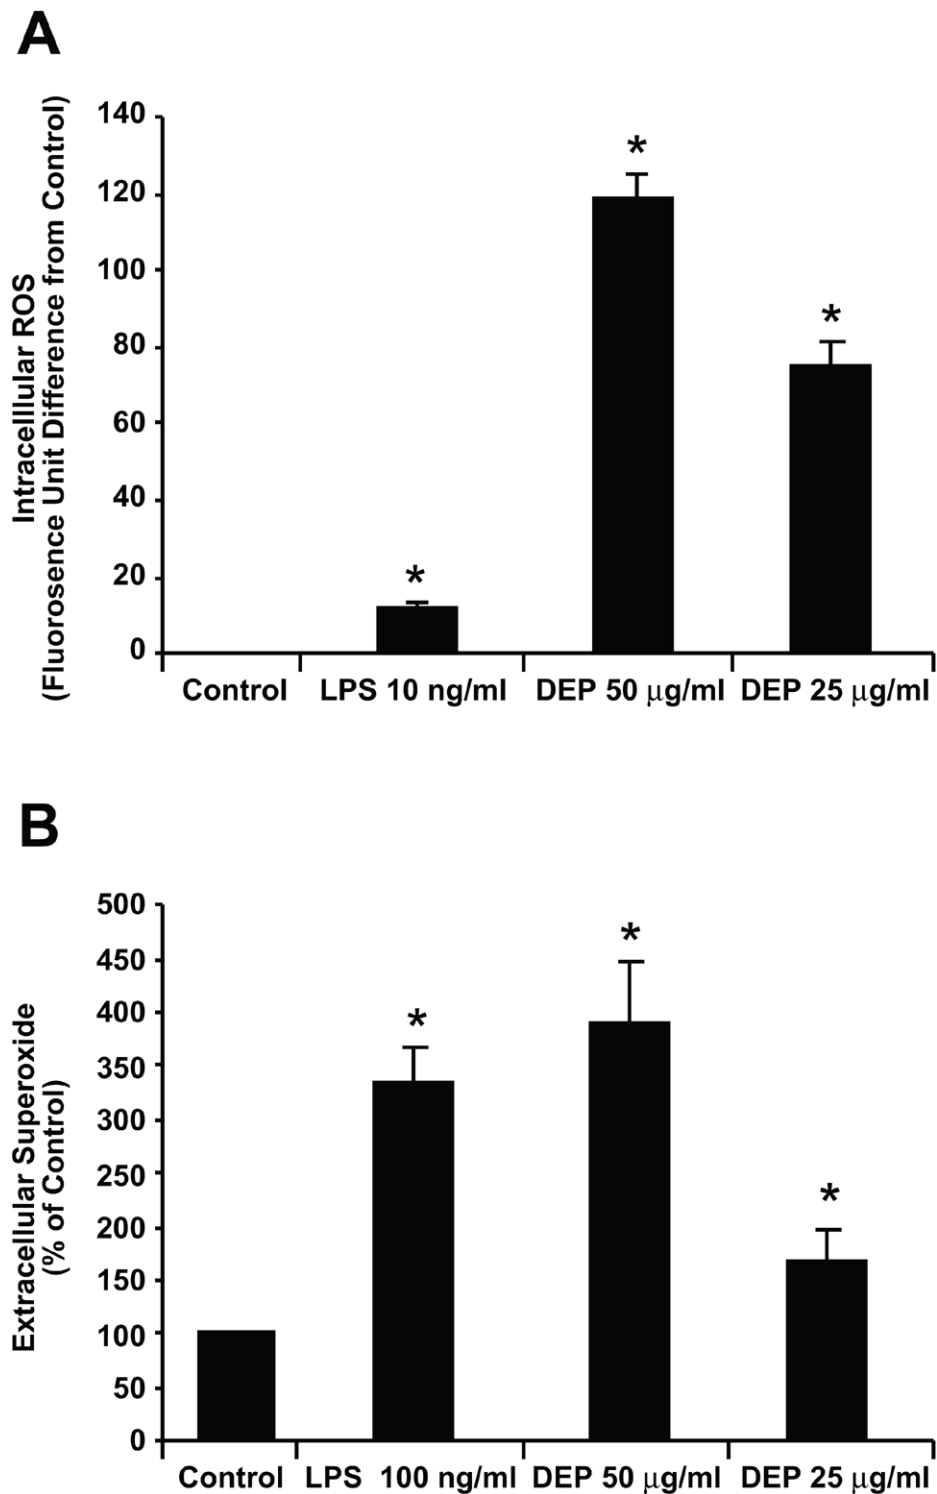 A
Intracelllular ROS
(Fluorosence Unit Difference from Control)
140
120
100
80
60
40
20
0
*
*
*
Control
LPS 10 ng/ml
DEP 50 μg/ml
DEP 25 μg/ml
B
Extracellular Superoxide
(% of Control)
500
450
400
350
300
250
200
150
100
50
0
*
*
*
Control
LPS 100 ng/ml
DEP 50 μg/ml
DEP 25 μg/ml